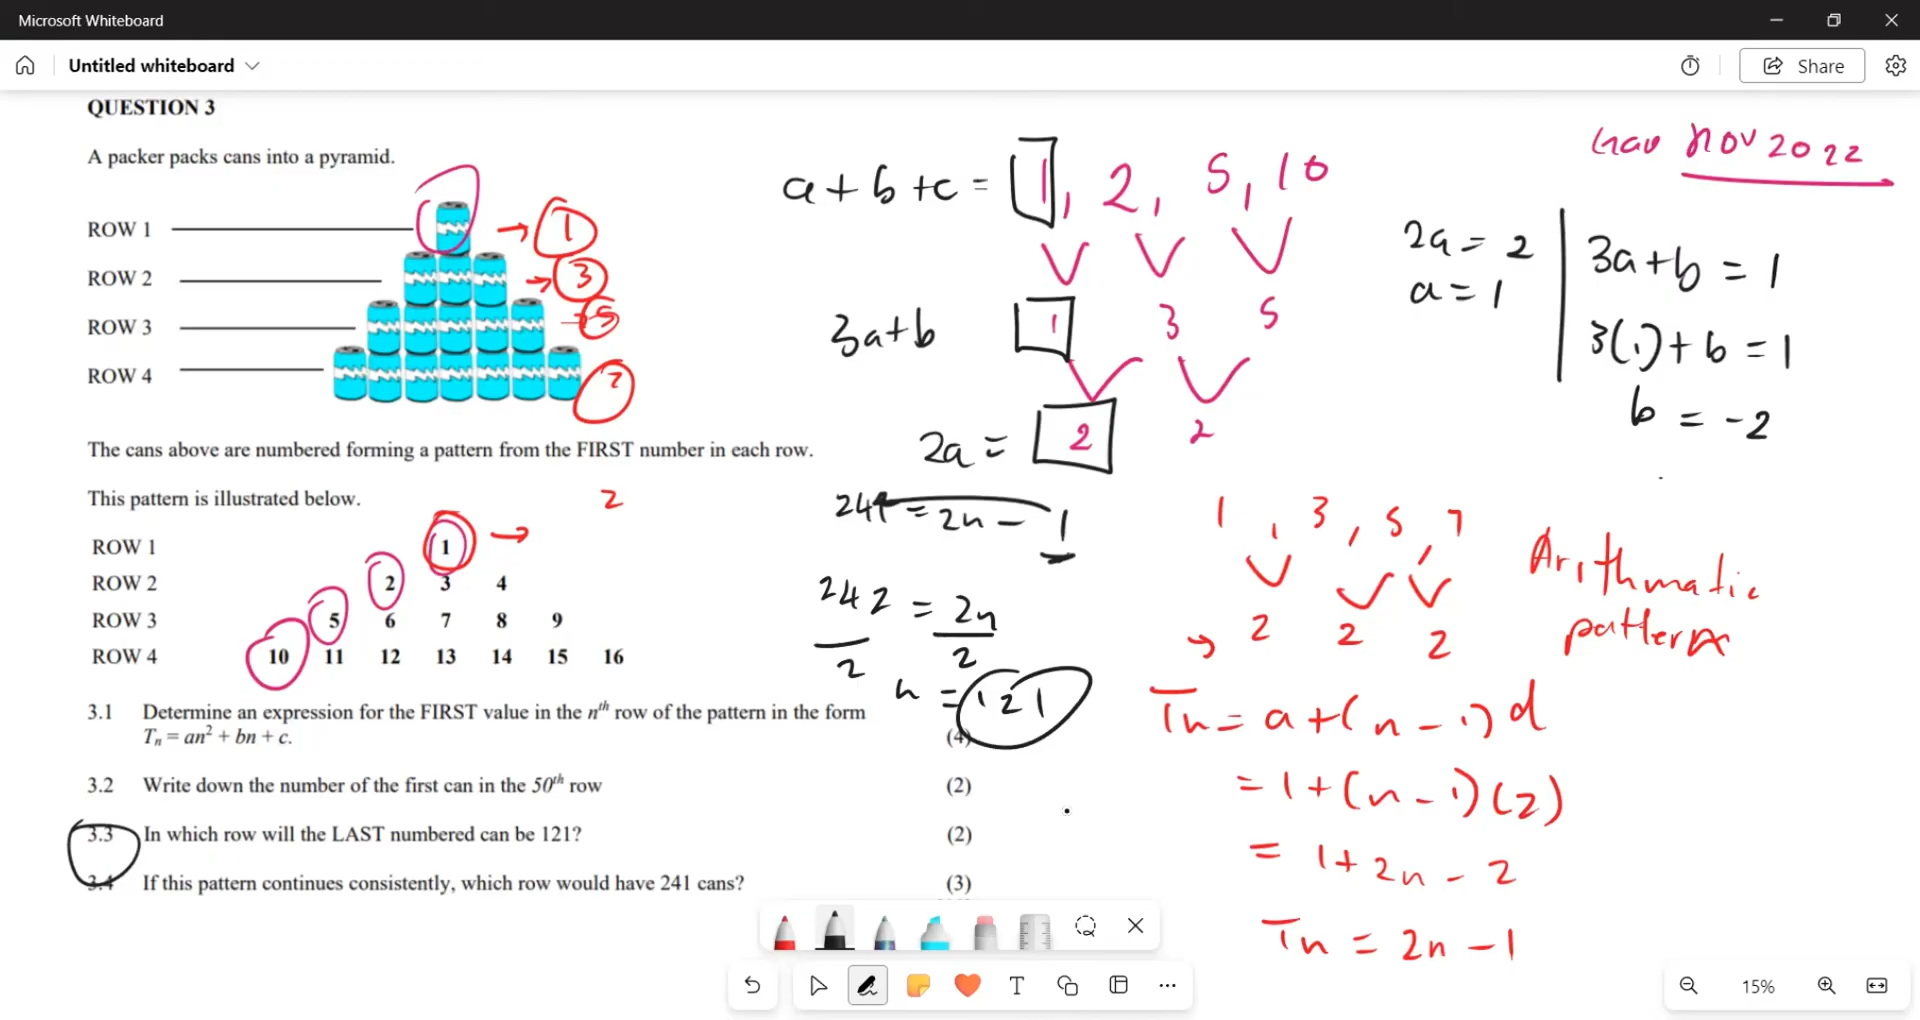 Microsoft Whiteboard
Untitled whiteboard
Share
QUESTION 3
A packer packs cans into a pyramid.
ROW 1 → 1
ROW 2 → 3
ROW 3 → 5
ROW 4 7
The cans above are numbered forming a pattern from the FIRST number in each row.
This pattern is illustrated below.
2
ROW 1 1 →
ROW 2 2 3 4
ROW 3 5 6 7 8 9
ROW 4 10 11 12 13 14 15 16
3.1 Determine an expression for the FIRST value in the nth row of the pattern in the form
Tn = an² + bn + c. (4)
3.2 Write down the number of the first can in the 50th row (2)
3.3 In which row will the LAST numbered can be 121? (2)
3.4 If this pattern continues consistently, which row would have 241 cans? (3)
a + b + c = 1, 2, 5, 10
3a+b 1 3 5
2a = 2 2
241 = 2n - 1
242 = 2n
2 2
n = 121
Nov 2022
2a = 2
a = 1
3a+b = 1
3(1)+b = 1
b = -2
1, 3, 5, 7
→ 2 2 2
Arithmatic
pattern
Tn = a+(n-1)d
= 1+(n-1)(2)
= 1+2n-2
Tn = 2n-1
15%